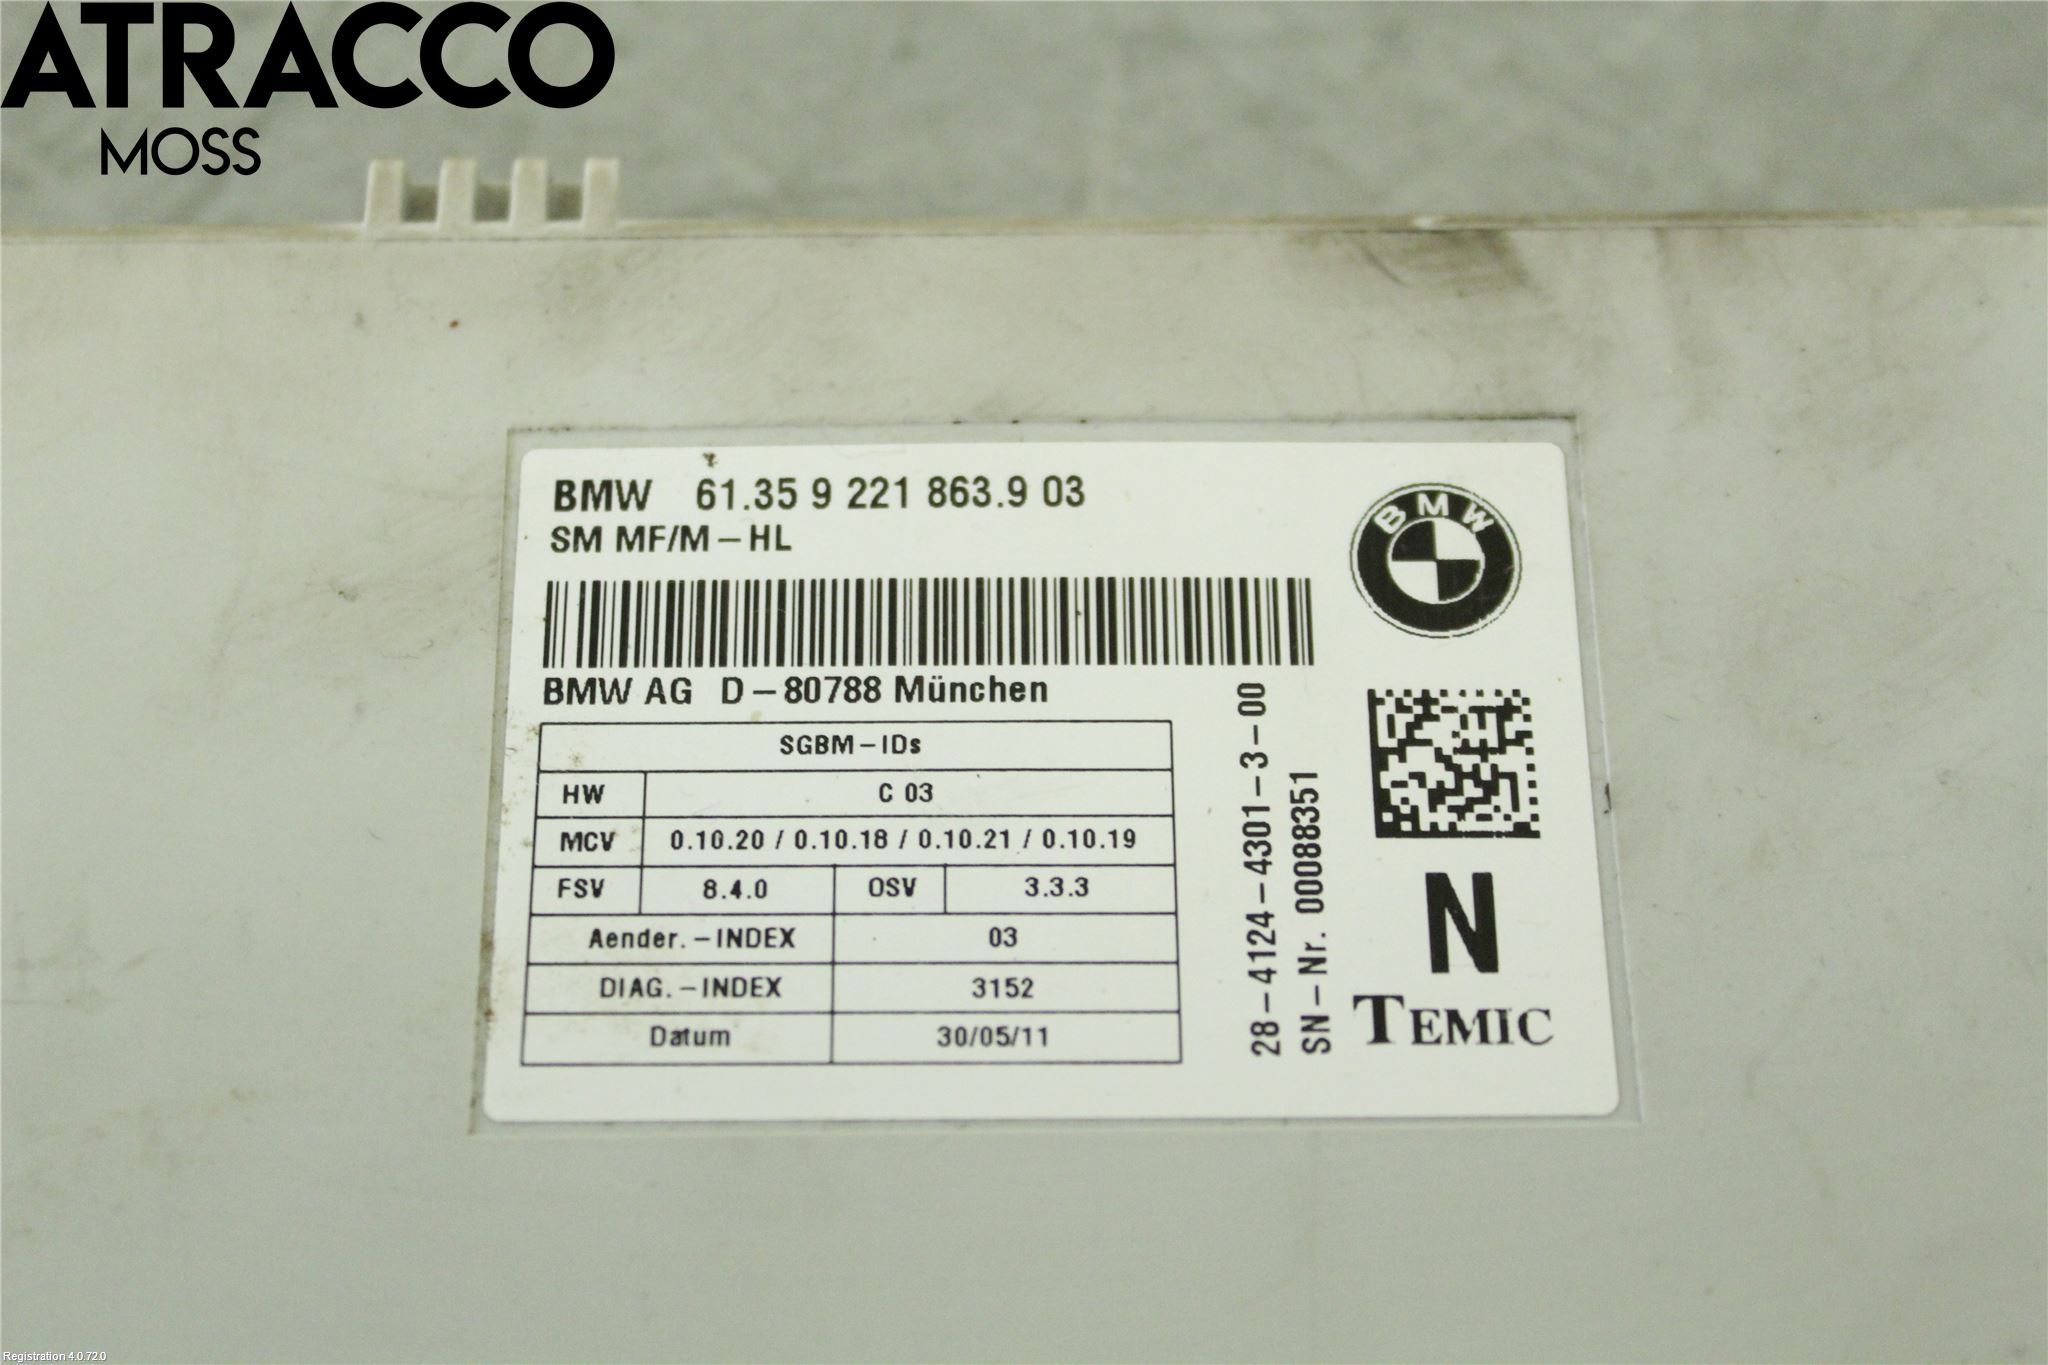 ATRACCO
MOSS
BMW 61.35 9 221 863.9 03
SM MF/M-HL
BMW
BMW AG D-80788 München
SGBM-IDs
HW C 03
MCV 0.10.20 / 0.10.18 / 0.10.21 / 0.10.19
FSV 8.4.0 OSV 3.3.3
Aender.-INDEX 03
DIAG.-INDEX 3152
Datum 30/05/11
28-4124-4301-3-00
SN-Nr. 00088351
N
TEMIC
Registration 4.0.72.0